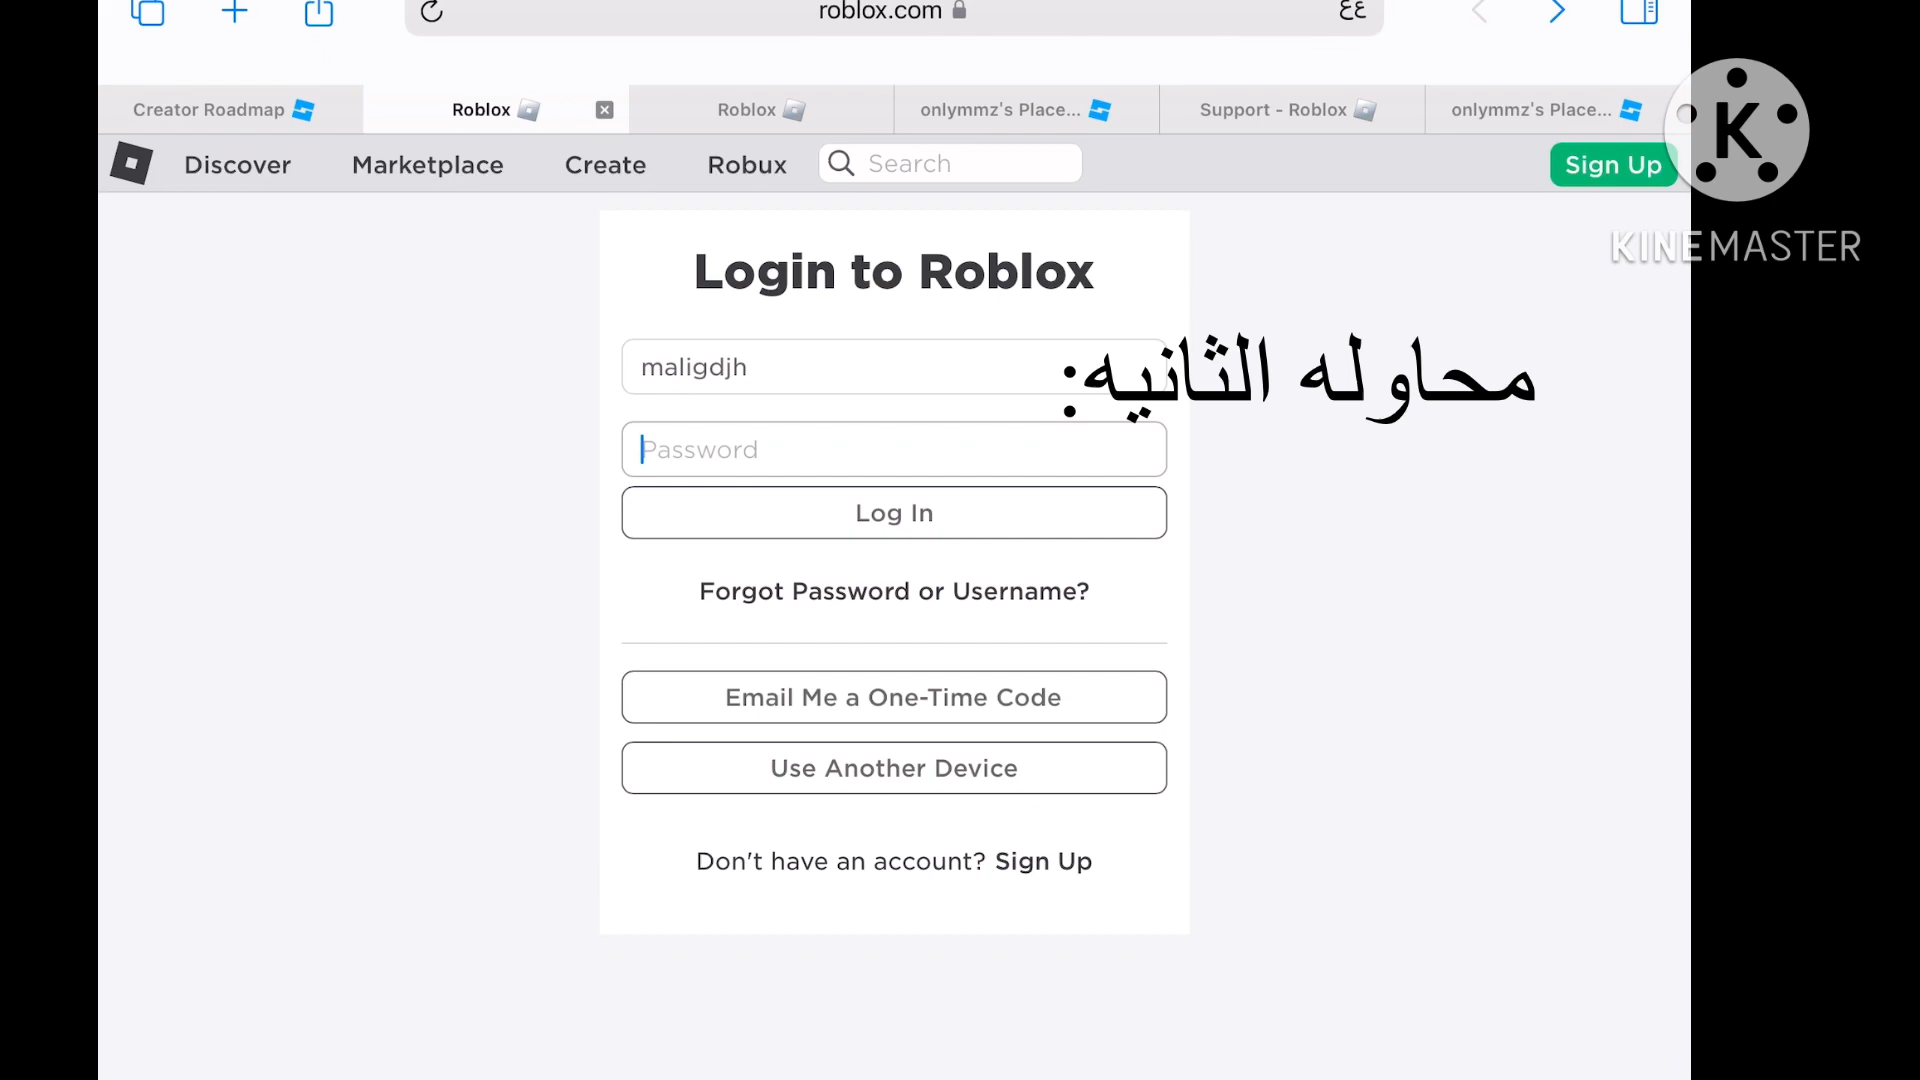 roblox.com
عع
Creator Roadmap
Roblox
Roblox
onlymmz's Place...
Support - Roblox
onlymmz's Place...
Discover
Marketplace
Create
Robux
Search
Sign Up
K
KINEMASTER
Login to Roblox
maligdjh
محاوله الثانيه:
Password
Log In
Forgot Password or Username?
Email Me a One-Time Code
Use Another Device
Don't have an account? Sign Up